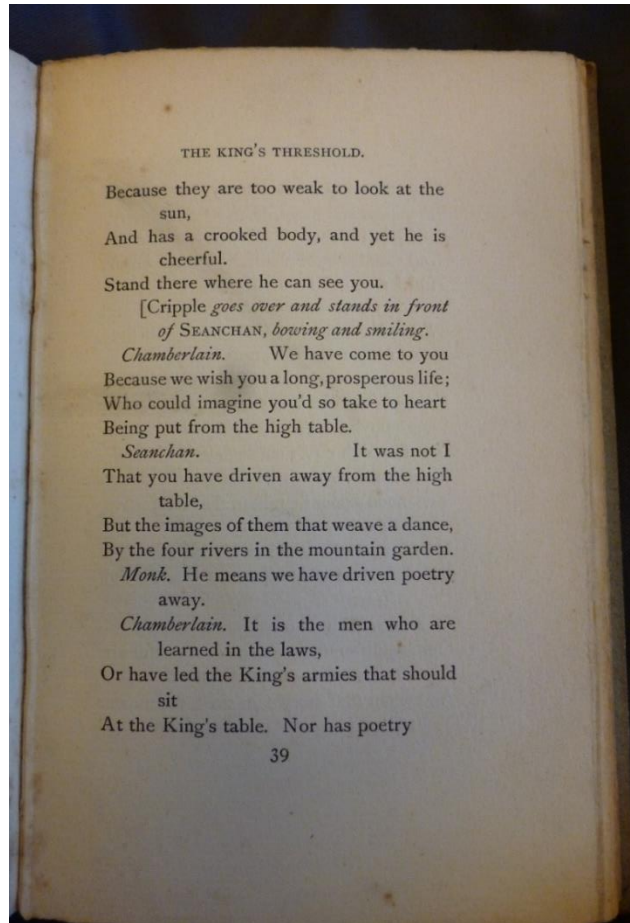 THE KING'S THRESHOLD.
Because they are too weak to look at the
sun,
And has a crooked body, and yet he is
cheerful.
Stand there where he can see you.
[Cripple goes over and stands in front
of SEANCHAN, bowing and smiling.
Chamberlain. We have come to you
Because we wish you a long, prosperous life;
Who could imagine you'd so take to heart
Being put from the high table.
Seanchan. It was not I
That you have driven away from the high
table,
But the images of them that weave a dance,
By the four rivers in the mountain garden.
Monk. He means we have driven poetry
away.
Chamberlain. It is the men who are
learned in the laws,
Or have led the King's armies that should
sit
At the King's table. Nor has poetry
39